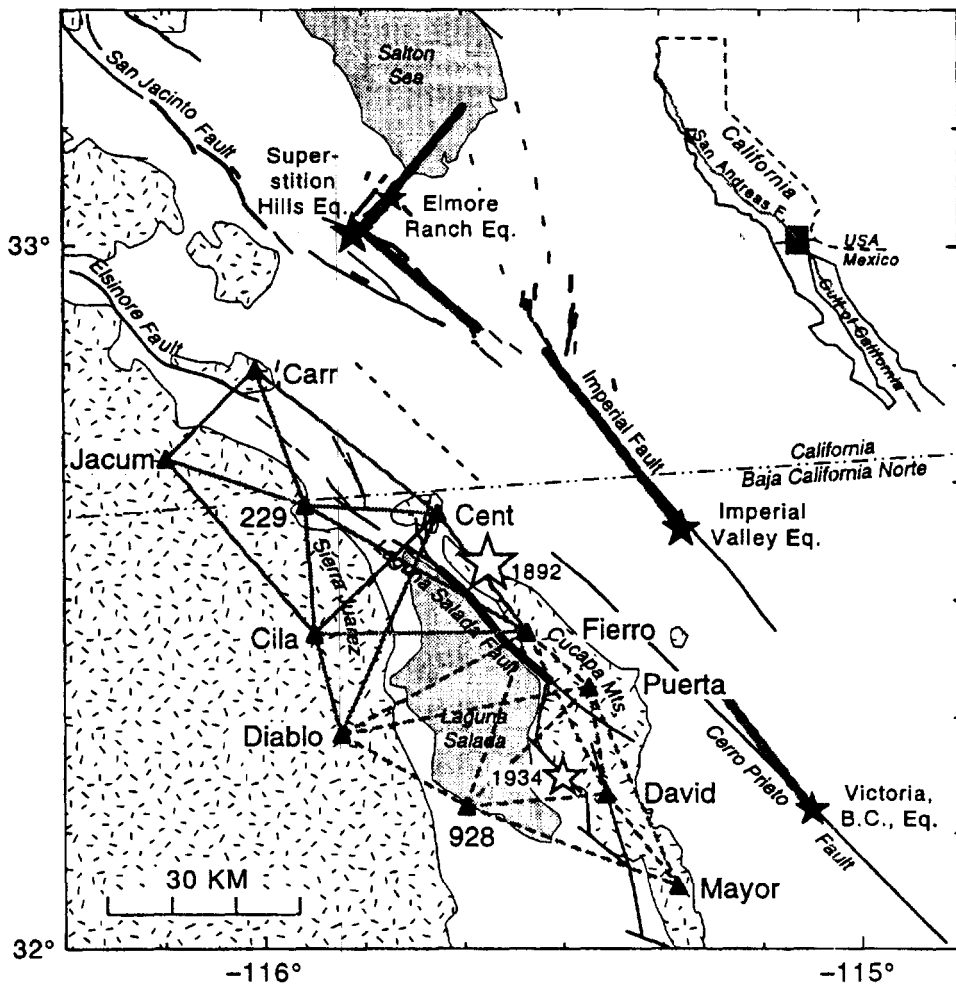 Salton
Sea
San Jacinto Fault
Super-
stition
Hills Eq.
Elmore
Ranch Eq.
California
San Andreas F.
USA
Mexico
Gulf of California
33°
Elsinore Fault
Carr
Imperial Fault
California
Baja California Norte
Jacum
229
Cent
Imperial
Valley Eq.
1892
Sierra Juarez
Laguna Salada Fault
Cila
Fierro
Cucapa Mts.
Puerta
Diablo
Laguna
Salada
Cerro Prieto
Fault
1934
David
Victoria,
B.C., Eq.
928
30 KM
Mayor
32°
-116°
-115°